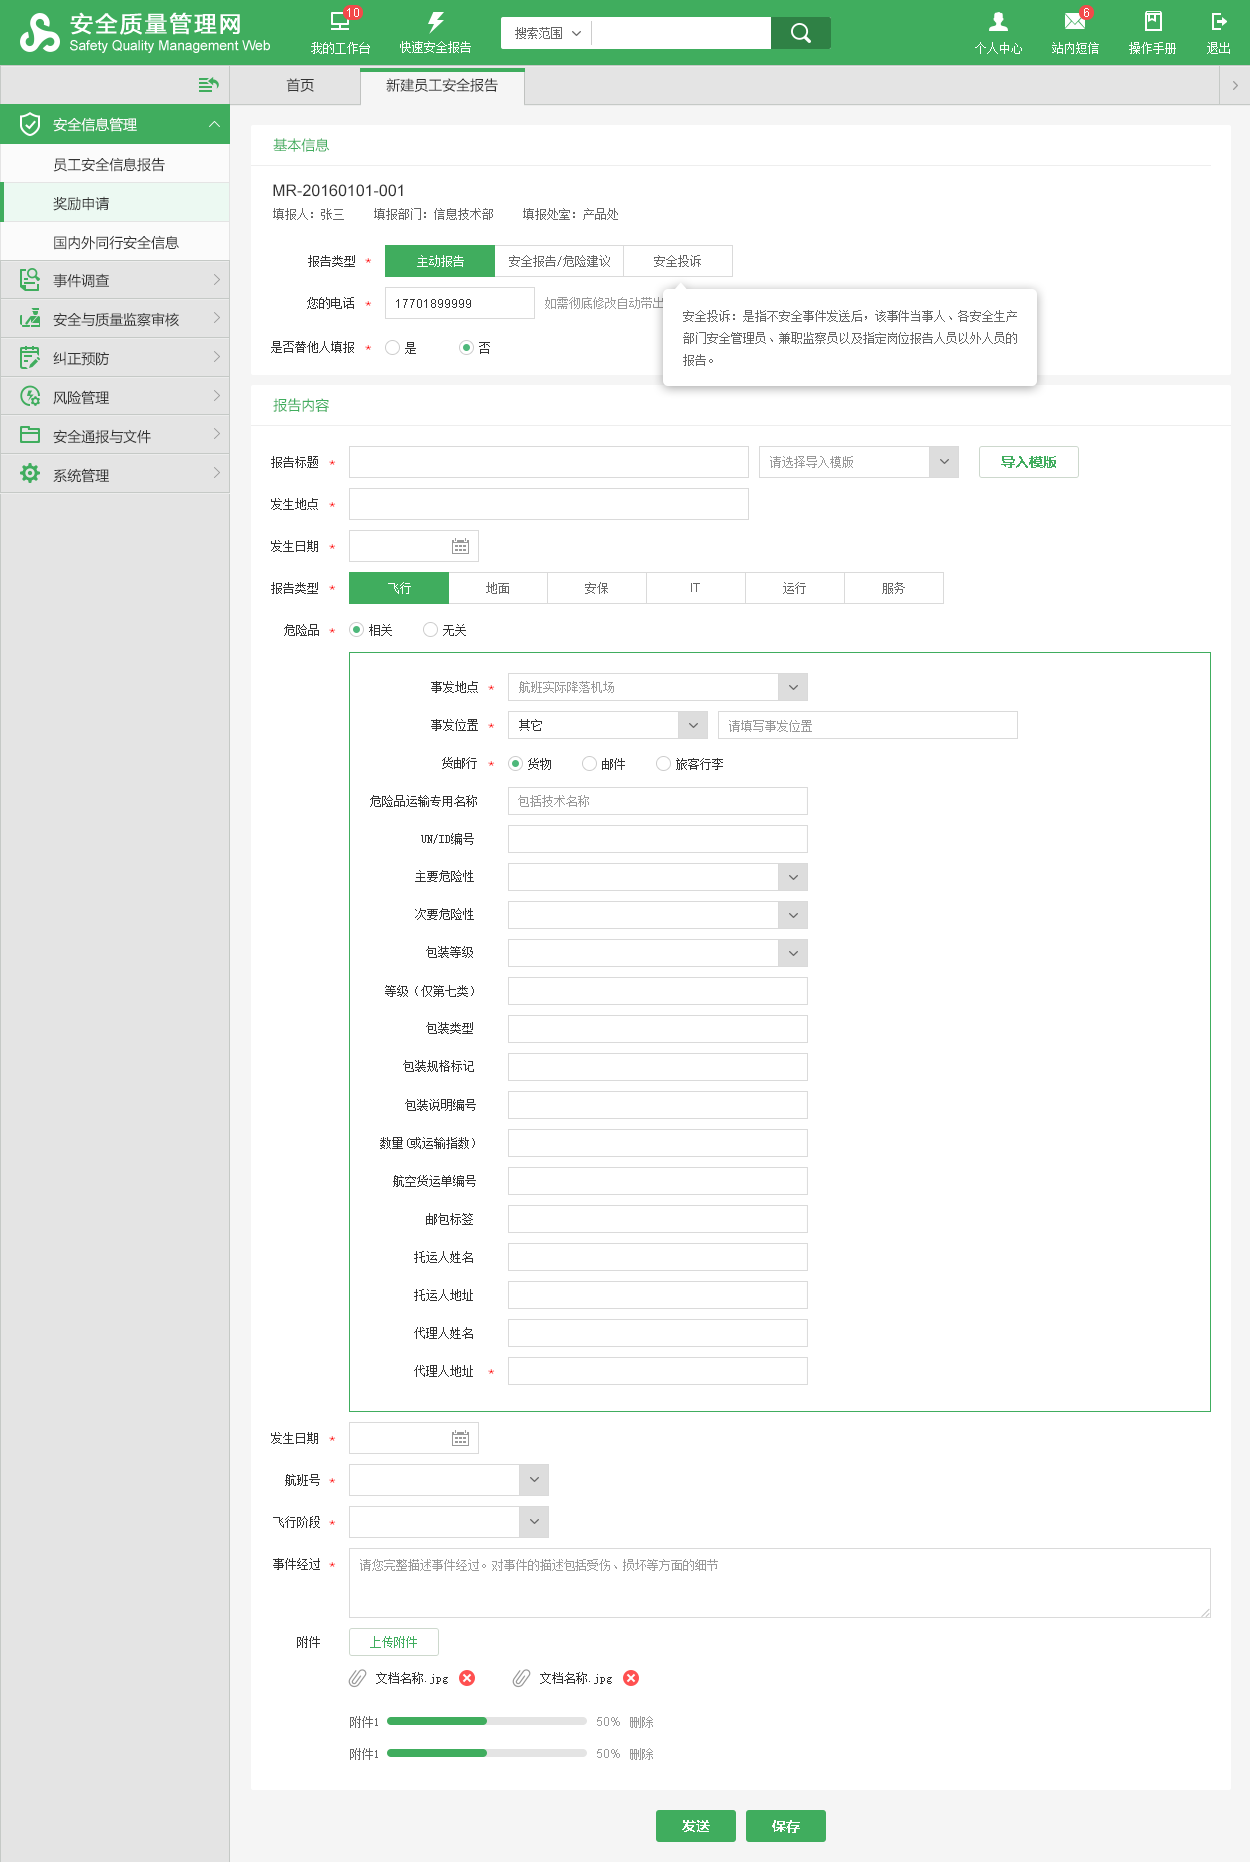 安全质量管理网
Safety Quality Management Web
10
我的工作台
快速安全报告
搜索范围
个人中心
6
站内短信
操作手册
退出
首页
新建员工安全报告
安全信息管理
员工安全信息报告
奖励申请
国内外同行安全信息
事件调查
安全与质量监察审核
纠正预防
风险管理
安全通报与文件
系统管理
基本信息
MR-20160101-001
填报人：张三 填报部门：信息技术部 填报处室：产品处
报告类型 * 主动报告 安全报告/危险建议 安全投诉
您的电话 * 17701899999 如需彻底修改自动带出
安全投诉：是指不安全事件发送后，该事件当事人、各安全生产
部门安全管理员、兼职监察员以及指定岗位报告人员以外人员的
报告。
是否替他人填报 * 是 否
报告内容
报告标题 * 请选择导入模版 导入模版
发生地点 *
发生日期 *
报告类型 * 飞行 地面 安保 IT 运行 服务
危险品 * 相关 无关
事发地点 * 航班实际降落机场
事发位置 * 其它 请填写事发位置
货邮行 * 货物 邮件 旅客行李
危险品运输专用名称 包括技术名称
UN/ID编号
主要危险性
次要危险性
包装等级
等级（仅第七类）
包装类型
包装规格标记
包装说明编号
数量(或运输指数）
航空货运单编号
邮包标签
托运人姓名
托运人地址
代理人姓名
代理人地址 *
发生日期 *
航班号 *
飞行阶段 *
事件经过 * 请您完整描述事件经过。对事件的描述包括受伤、损坏等方面的细节
附件 上传附件
文档名称.jpg 文档名称.jpg
附件1 50% 删除
附件1 50% 删除
发送 保存